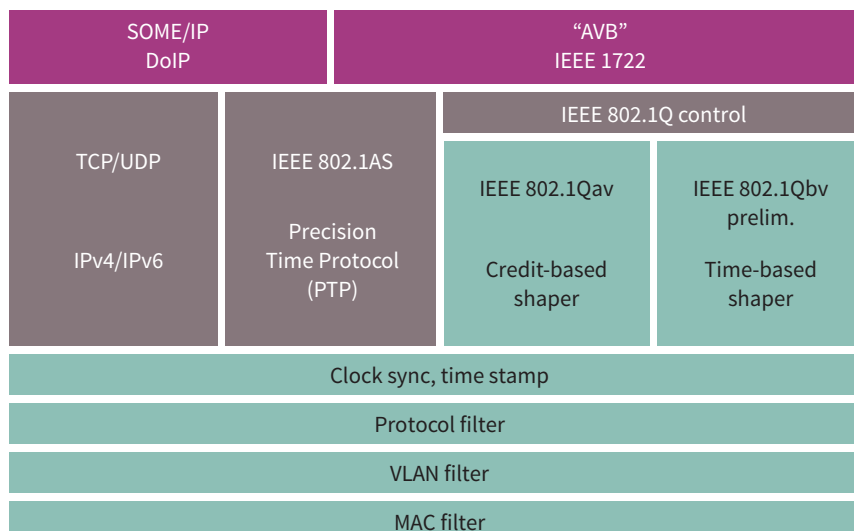 SOME/IP
DoIP
“AVB”
IEEE 1722
TCP/UDP
IPv4/IPv6
IEEE 802.1AS
Precision
Time Protocol
(PTP)
IEEE 802.1Q control
IEEE 802.1Qav
Credit-based
shaper
IEEE 802.1Qbv
prelim.
Time-based
shaper
Clock sync, time stamp
Protocol filter
VLAN filter
MAC filter